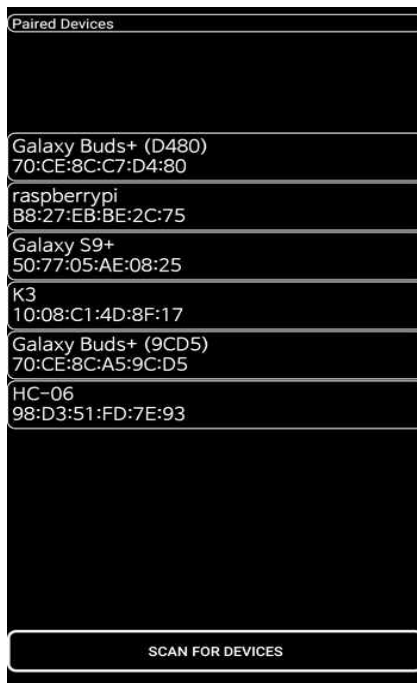 Paired Devices
Galaxy Buds+ (D480)
70:CE:8C:C7:D4:80
raspberrypi
B8:27:EB:BE:2C:75
Galaxy S9+
50:77:05:AE:08:25
K3
10:08:C1:4D:8F:17
Galaxy Buds+ (9CD5)
70:CE:8C:A5:9C:D5
HC-06
98:D3:51:FD:7E:93
SCAN FOR DEVICES